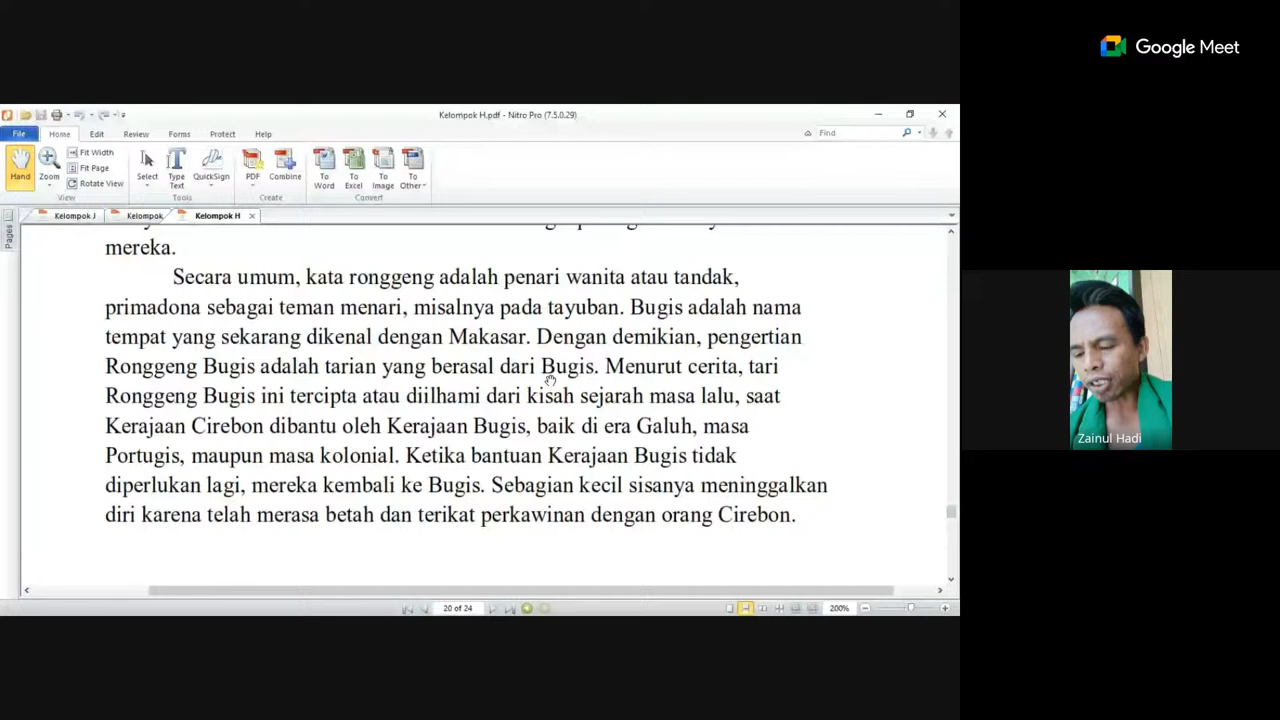 Google Meet
Kelompok H.pdf - Nitro Pro (7.5.0.29)
File Home Edit Review Forms Protect Help
Find
Hand
Zoom
Fit Width
Fit Page
Rotate View
View
Select
Type Text
QuickSign
Tools
PDF
Combine
Create
To Word
To Excel
To Image
To Other
Convert
Kelompok J
Kelompok
Kelompok H
Pages
mereka.
Secara umum, kata ronggeng adalah penari wanita atau tandak,
primadona sebagai teman menari, misalnya pada tayuban. Bugis adalah nama
tempat yang sekarang dikenal dengan Makasar. Dengan demikian, pengertian
Ronggeng Bugis adalah tarian yang berasal dari Bugis. Menurut cerita, tari
Ronggeng Bugis ini tercipta atau diilhami dari kisah sejarah masa lalu, saat
Kerajaan Cirebon dibantu oleh Kerajaan Bugis, baik di era Galuh, masa
Portugis, maupun masa kolonial. Ketika bantuan Kerajaan Bugis tidak
diperlukan lagi, mereka kembali ke Bugis. Sebagian kecil sisanya meninggalkan
diri karena telah merasa betah dan terikat perkawinan dengan orang Cirebon.
20 of 24
200%
Zainul Hadi